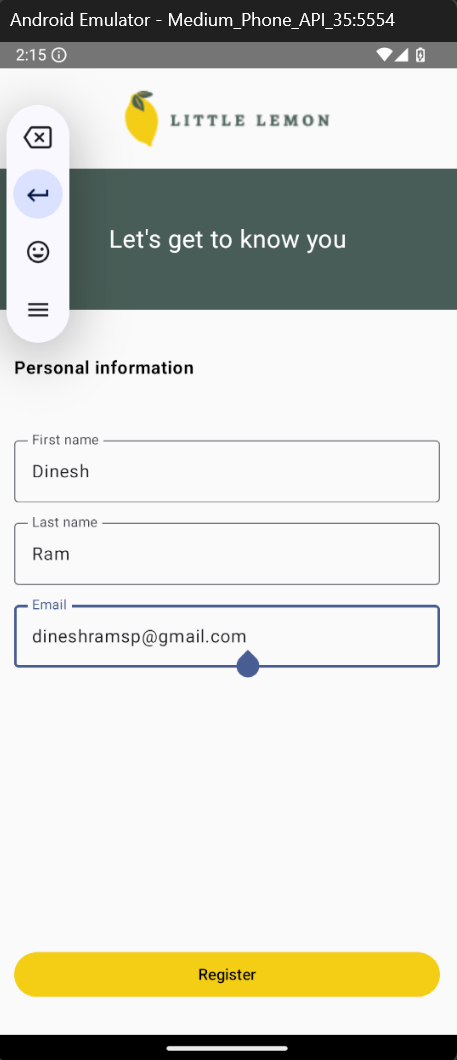 Android Emulator - Medium_Phone_API_35:5554
2:15
LITTLE LEMON
Let's get to know you
Personal information
First name
Dinesh
Last name
Ram
Email
dineshramsp@gmail.com
Register